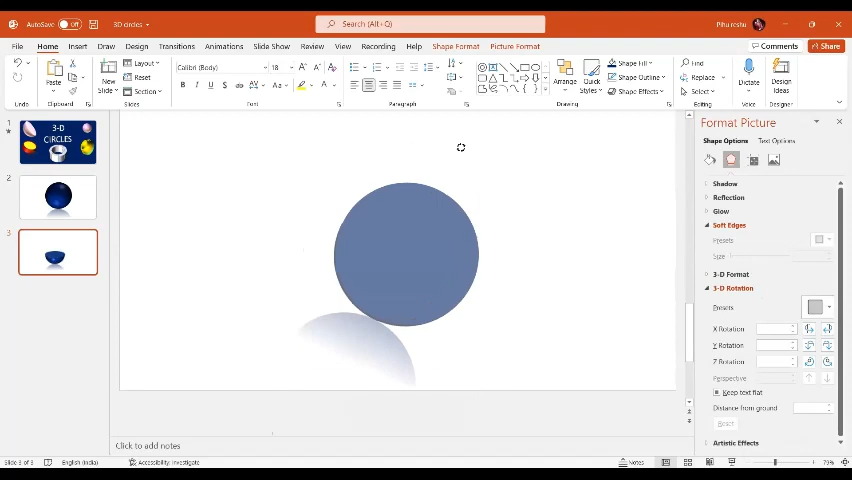 AutoSave Off 3D circles Search (Alt+Q) Pihu reshu
File Home Insert Draw Design Transitions Animations Slide Show Review View Recording Help Shape Format Picture Format Comments Share
Paste New Slide Layout Reset Section Calibri (Body) 18 Arrange Quick Styles Shape Fill Shape Outline Shape Effects Find Replace Select Dictate Design Ideas
Clipboard Slides Font Paragraph Drawing Editing Voice Designer
1 3-D CIRCLES
2
3
Format Picture
Shape Options Text Options
Shadow
Reflection
Glow
Soft Edges
Presets
Size
3-D Format
3-D Rotation
Presets
X Rotation
Y Rotation
Z Rotation
Perspective
Keep text flat
Distance from ground
Reset
Artistic Effects
Click to add notes
Slide 3 of 3 English (India) Accessibility: Investigate Notes 79%